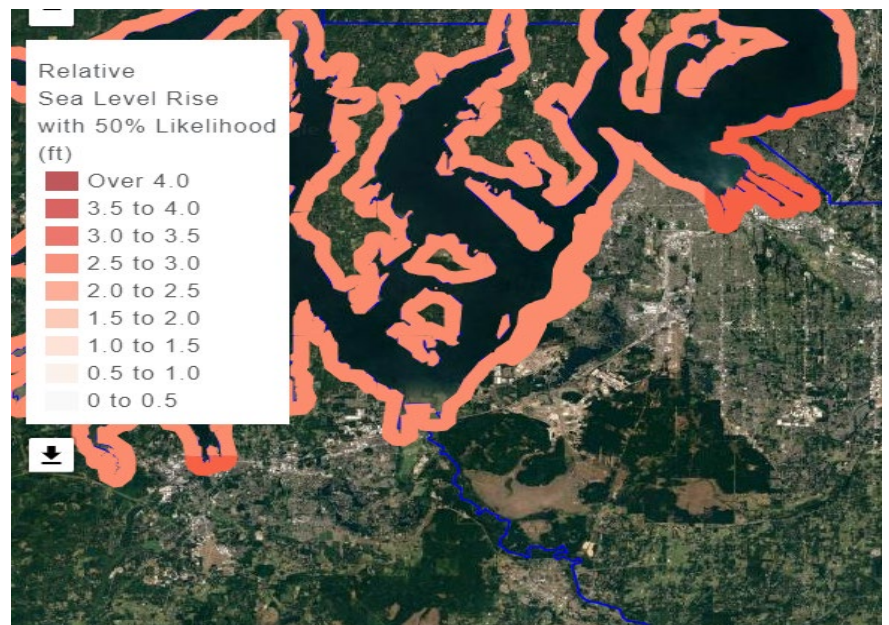 Relative
Sea Level Rise
with 50% Likelihood
(ft)
Over 4.0
3.5 to 4.0
3.0 to 3.5
2.5 to 3.0
2.0 to 2.5
1.5 to 2.0
1.0 to 1.5
0.5 to 1.0
0 to 0.5